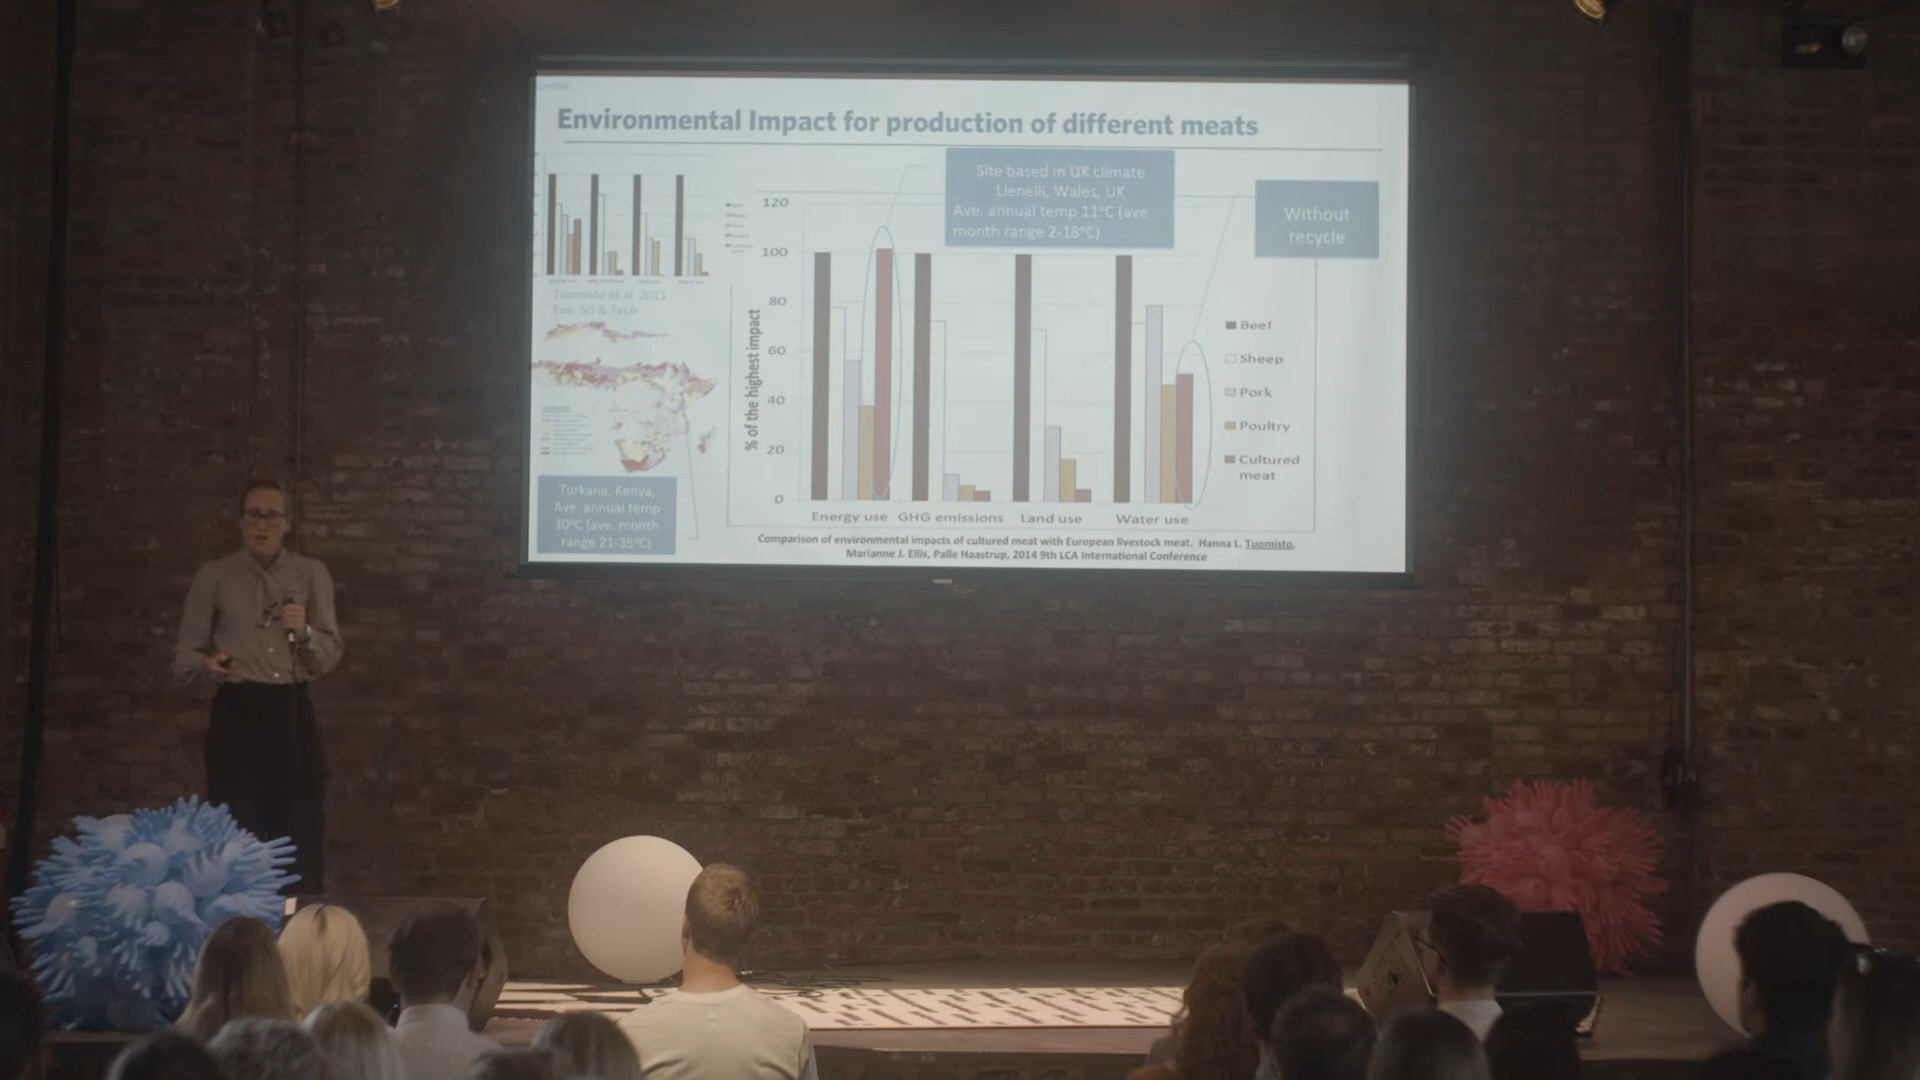 Environmental Impact for production of different meats
Site based in UK climate
Llenelli, Wales, UK
Ave. annual temp 11ºC (ave
month range 2-18ºC)
Without
recycle
Tuomisto et al. 2011
Env. Sci & Tech
Turkana, Kenya,
Ave. annual temp
30ºC (ave. month
range 21-35ºC)
% of the highest impact
120
100
80
60
40
20
0
Energy use GHG emissions Land use Water use
Beef
Sheep
Pork
Poultry
Cultured
meat
Comparison of environmental impacts of cultured meat with European livestock meat. Hanna L. Tuomisto,
Marianne J. Ellis, Palle Haastrup, 2014 9th LCA International Conference